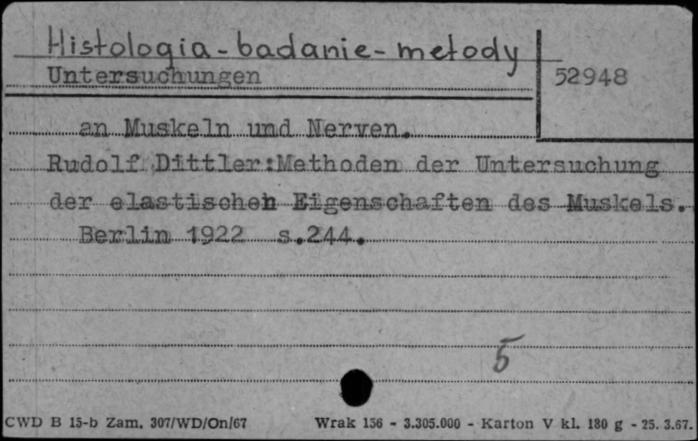 Histologia-badanie-metody
Untersuchungen
52948
an Muskeln und Nerven.
Rudolf Dittler:Methoden der Untersuchung
der elastischen Eigenschaften des Muskels.
Berlin 1922 s.244.
5
CWD B 15-b Zam. 307/WD/On/67 Wrak 156 - 3.305.000 - Karton V kl. 180 g - 25. 3.67.